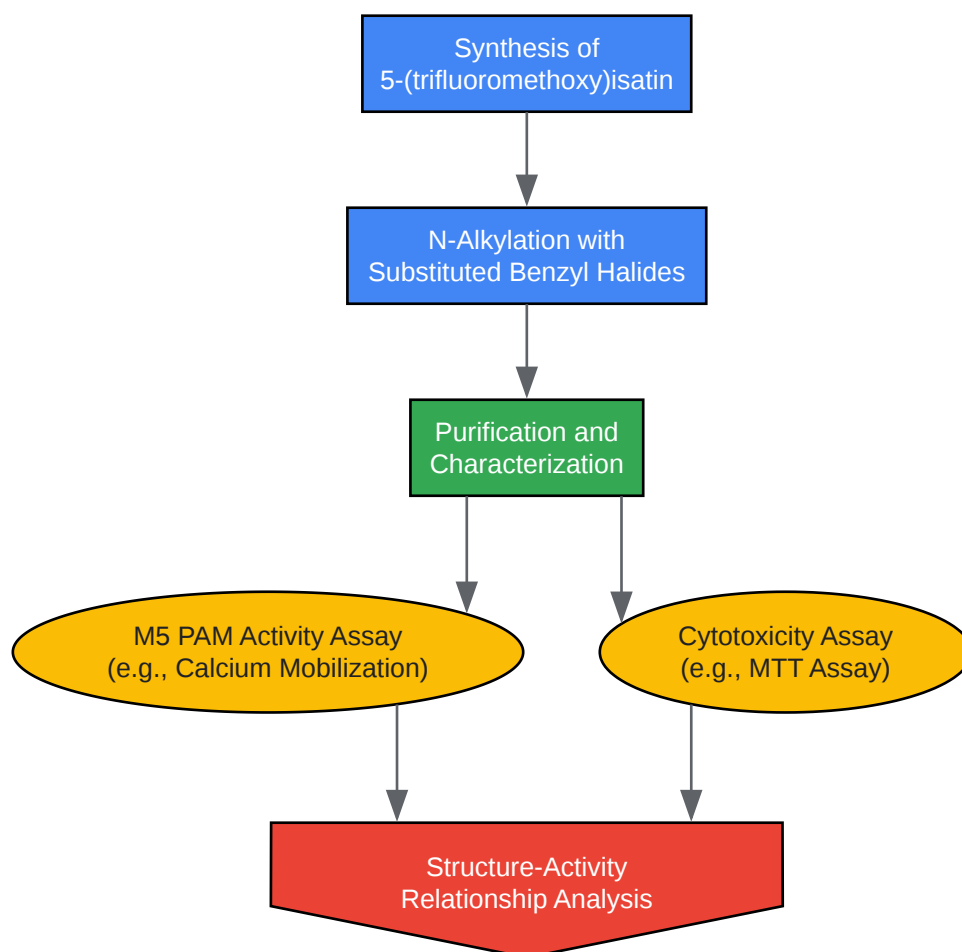 Synthesis of
5-(trifluoromethoxy)isatin
N-Alkylation with
Substituted Benzyl Halides
Purification and
Characterization
M5 PAM Activity Assay
(e.g., Calcium Mobilization)
Cytotoxicity Assay
(e.g., MTT Assay)
Structure-Activity
Relationship Analysis